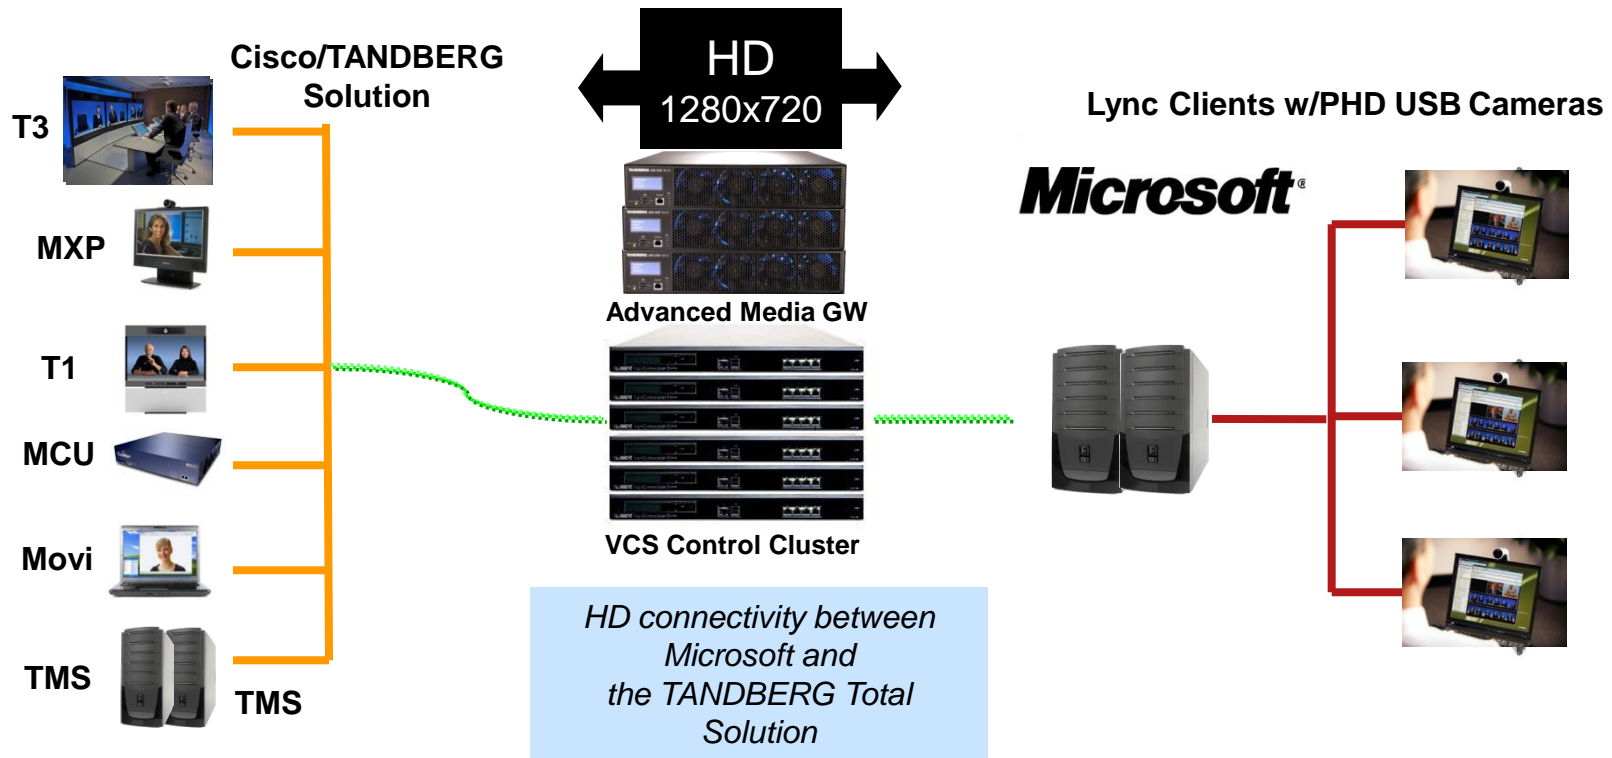 Cisco/TANDBERG
Solution
HD
1280x720
Lync Clients w/PHD USB Cameras
T3
Microsoft®
MXP
Advanced Media GW
T1
MCU
VCS Control Cluster
Movi
HD connectivity between
Microsoft and
the TANDBERG Total
Solution
TMS
TMS